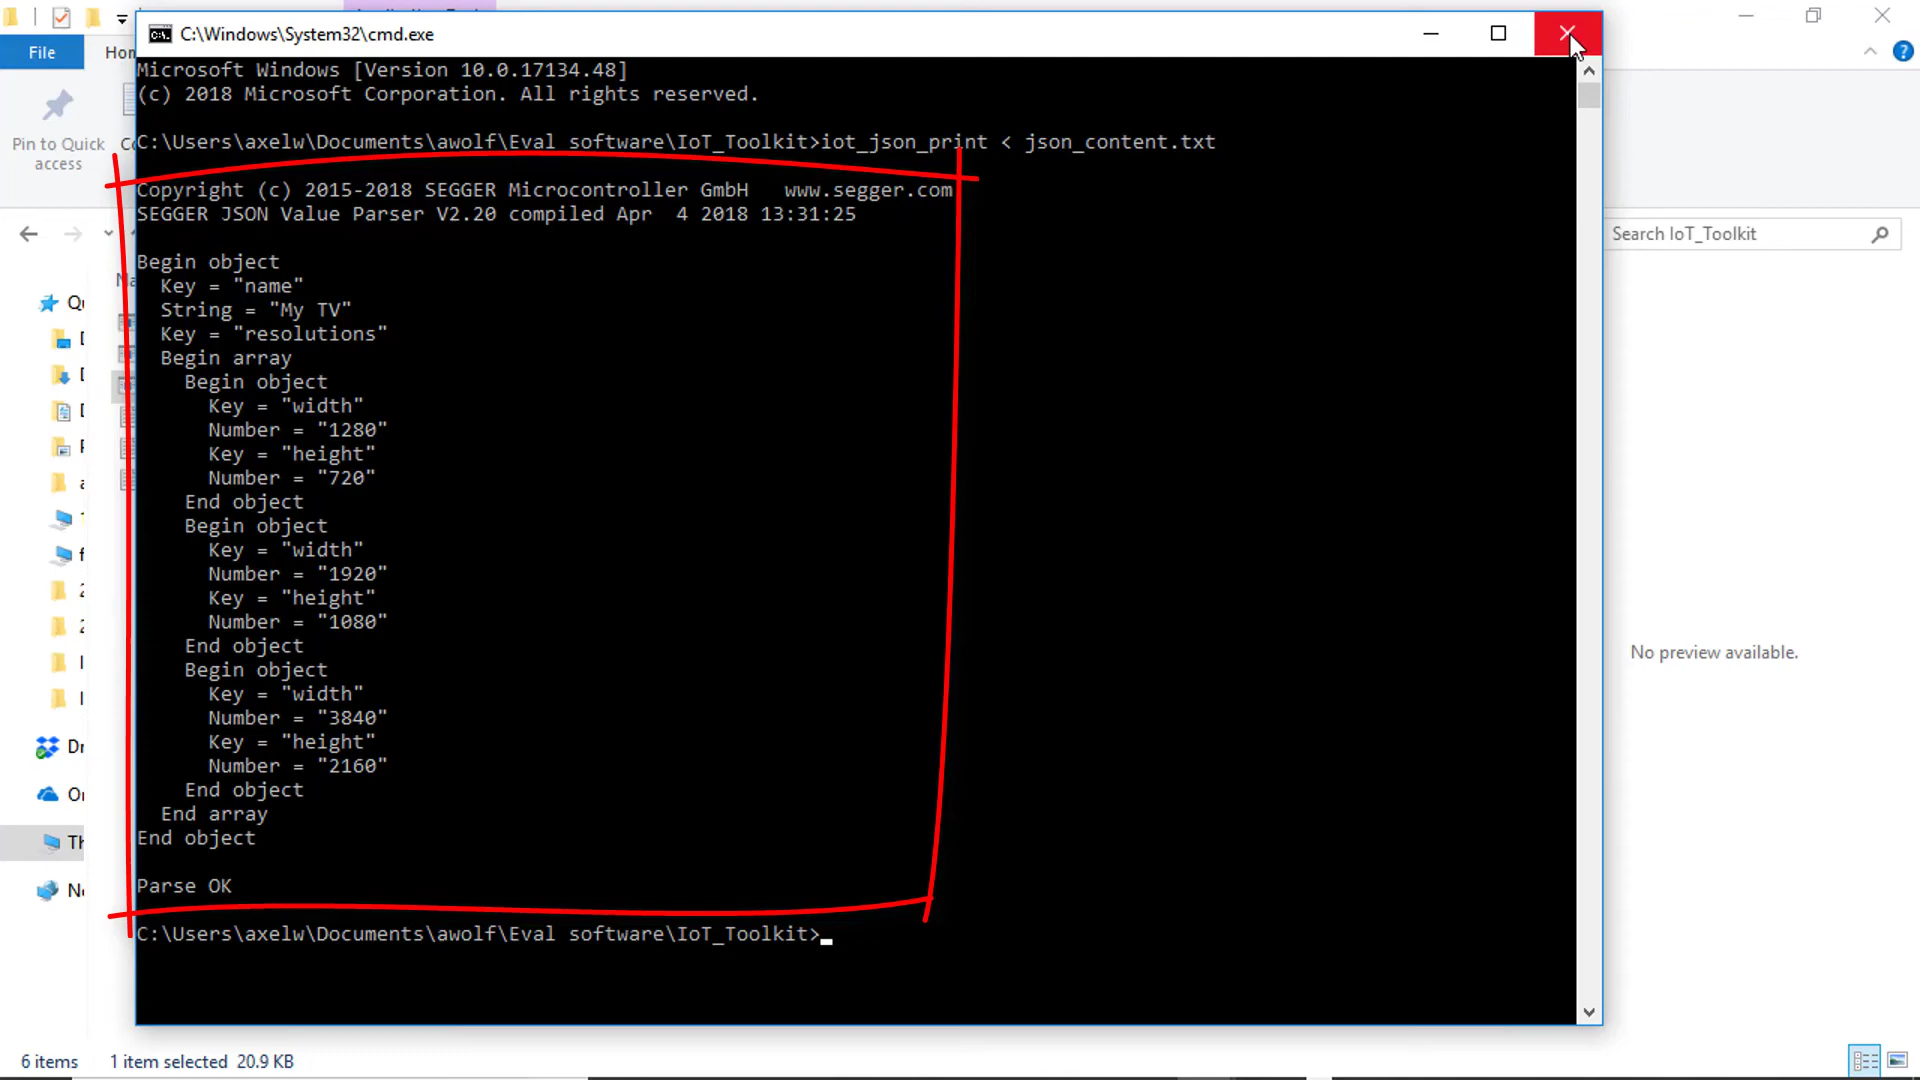 C:\Windows\System32\cmd.exe
File
Microsoft Windows [Version 10.0.17134.48]
(c) 2018 Microsoft Corporation. All rights reserved.
Pin to Quick
access
C:\Users\axelw\Documents\awolf\Eval software\IoT_Toolkit>iot_json_print < json_content.txt
Copyright (c) 2015-2018 SEGGER Microcontroller GmbH   www.segger.com
SEGGER JSON Value Parser V2.20 compiled Apr  4 2018 13:31:25
Search IoT_Toolkit
Begin object
  Key = "name"
  String = "My TV"
  Key = "resolutions"
  Begin array
    Begin object
      Key = "width"
      Number = "1280"
      Key = "height"
      Number = "720"
    End object
    Begin object
      Key = "width"
      Number = "1920"
      Key = "height"
      Number = "1080"
    End object
    Begin object
      Key = "width"
      Number = "3840"
      Key = "height"
      Number = "2160"
    End object
  End array
End object
Parse OK
C:\Users\axelw\Documents\awolf\Eval software\IoT_Toolkit>
No preview available.
6 items
1 item selected  20.9 KB